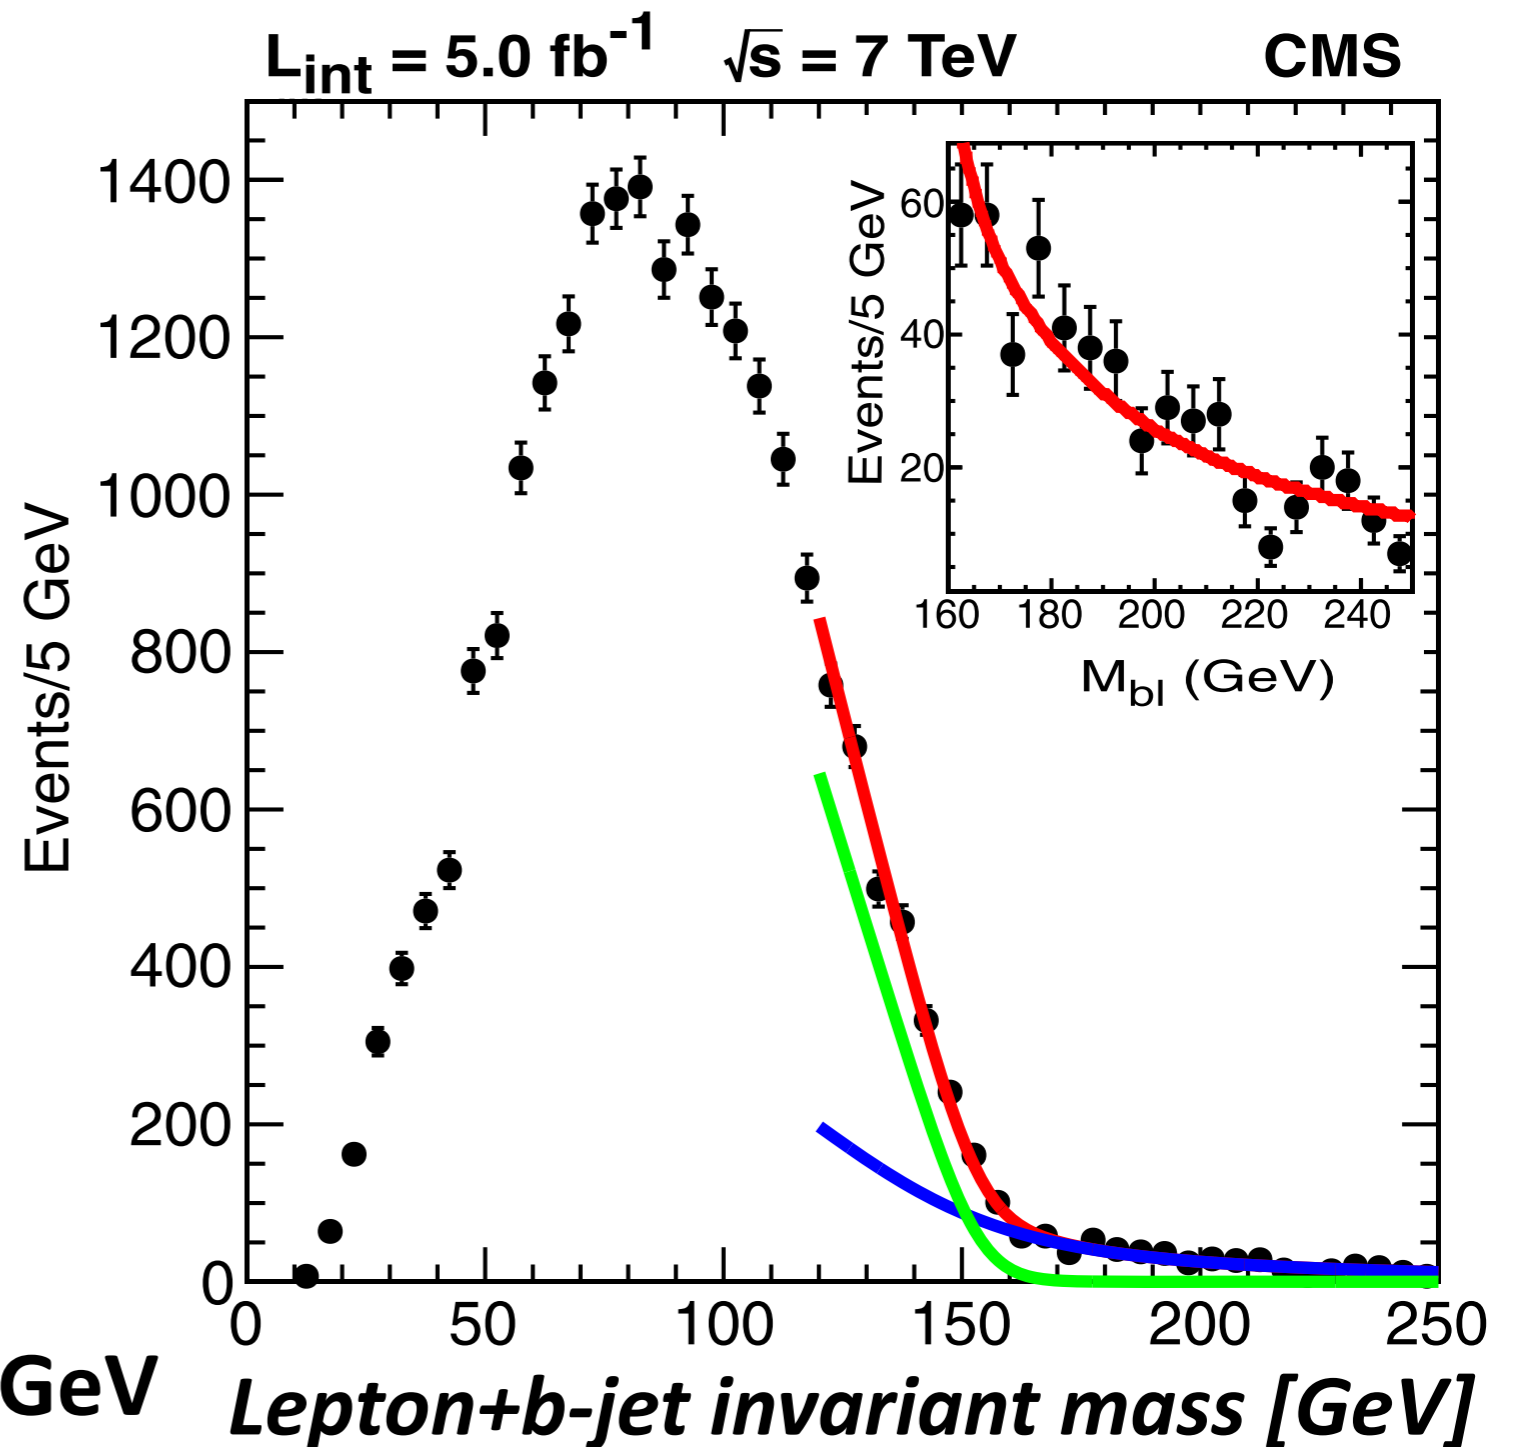 L_int = 5.0 fb^-1 √s = 7 TeV CMS
Events/5 GeV
1400
1200
1000
800
600
400
200
0
0 50 100 150 200 250
Events/5 GeV
60
40
20
160 180 200 220 240
M_bl (GeV)
GeV Lepton+b-jet invariant mass [GeV]